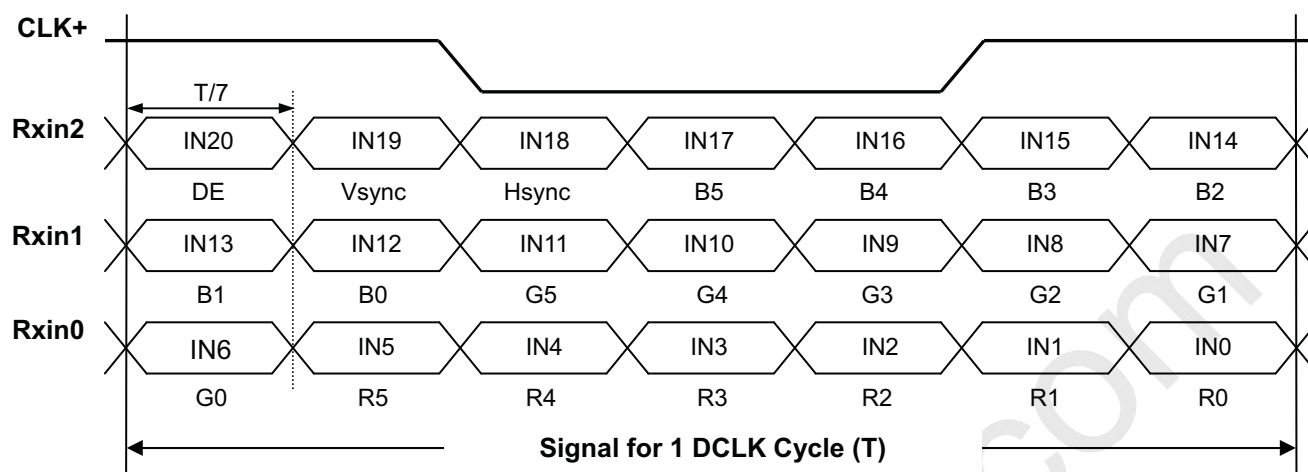 CLK+
T/7
Rxin2 IN20 IN19 IN18 IN17 IN16 IN15 IN14
DE Vsync Hsync B5 B4 B3 B2
Rxin1 IN13 IN12 IN11 IN10 IN9 IN8 IN7
B1 B0 G5 G4 G3 G2 G1
Rxin0 IN6 IN5 IN4 IN3 IN2 IN1 IN0
G0 R5 R4 R3 R2 R1 R0
Signal for 1 DCLK Cycle (T)
com